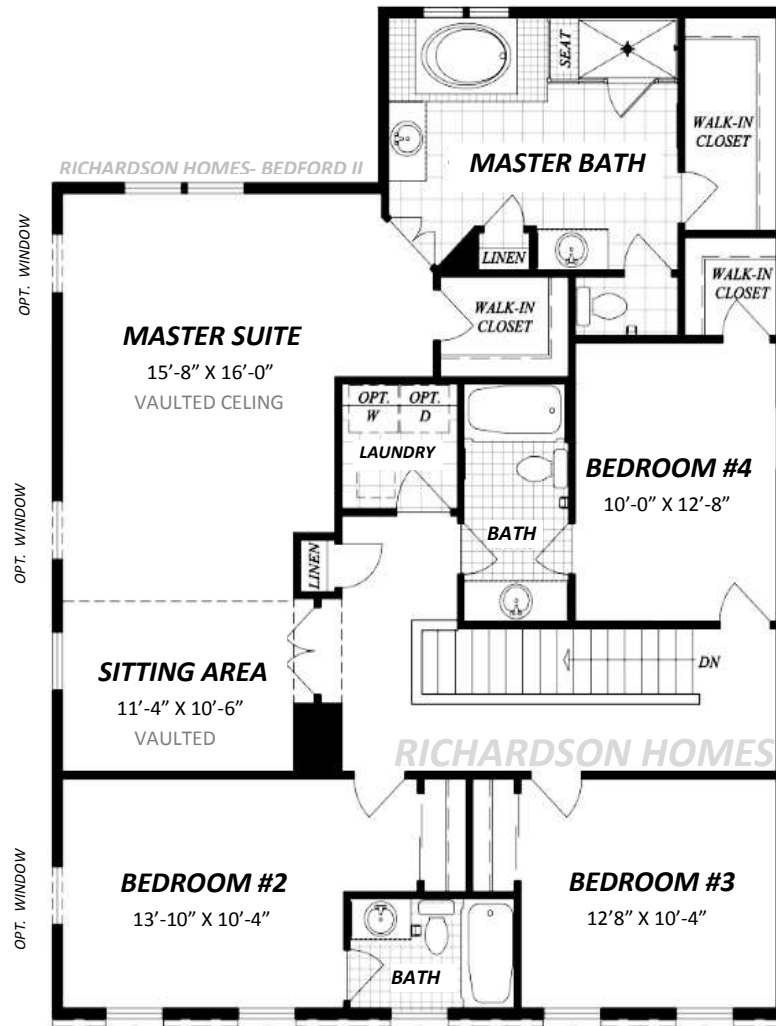 SEAT
WALK-IN
CLOSET
MASTER BATH
RICHARDSON HOMES- BEDFORD II
OPT. WINDOW
LINEN
WALK-IN
CLOSET
WALK-IN
CLOSET
MASTER SUITE
15’-8” X 16’-0”
VAULTED CELING
OPT.
W
OPT.
D
LAUNDRY
BEDROOM #4
10’-0” X 12’-8”
OPT. WINDOW
BATH
LINEN
SITTING AREA
11’-4” X 10’-6”
VAULTED
DN
RICHARDSON HOMES
OPT. WINDOW
BEDROOM #2
13’-10” X 10’-4”
BEDROOM #3
12’8” X 10’-4”
BATH